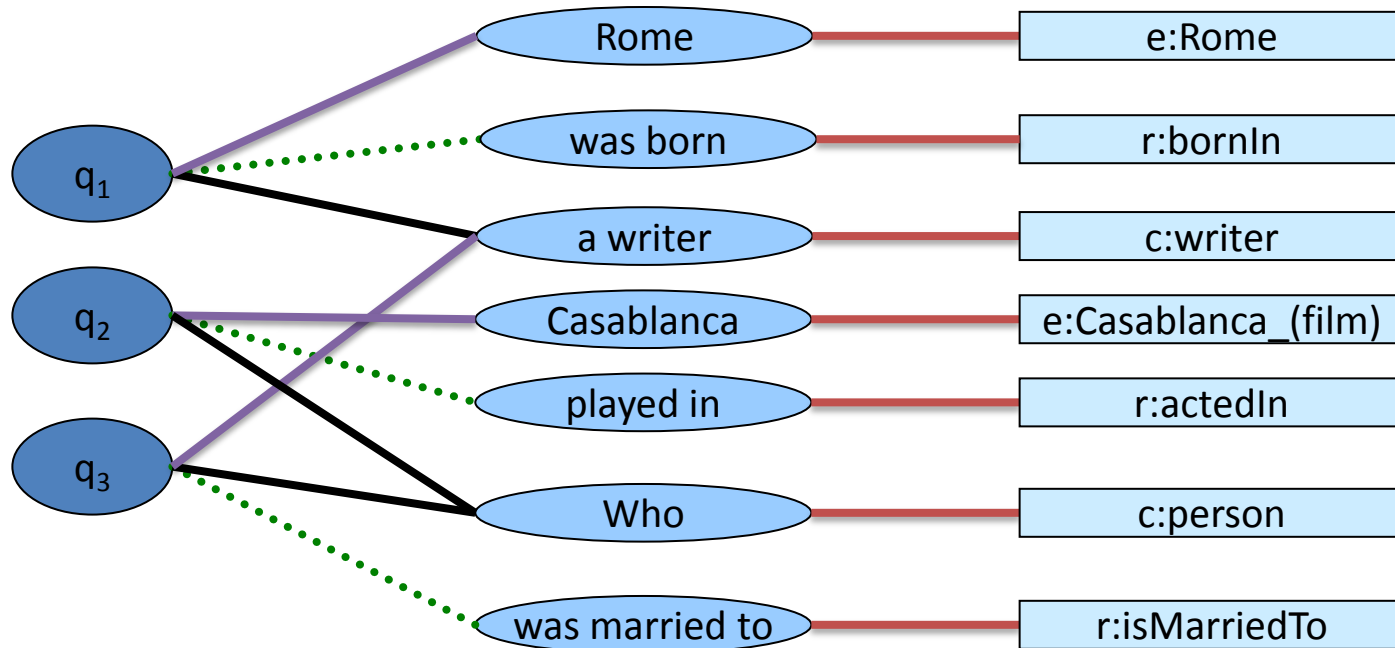 Rome e:Rome
was born r:bornIn
q₁
a writer c:writer
q₂ Casablanca e:Casablanca_(film)
played in r:actedIn
q₃
Who c:person
was married to r:isMarriedTo